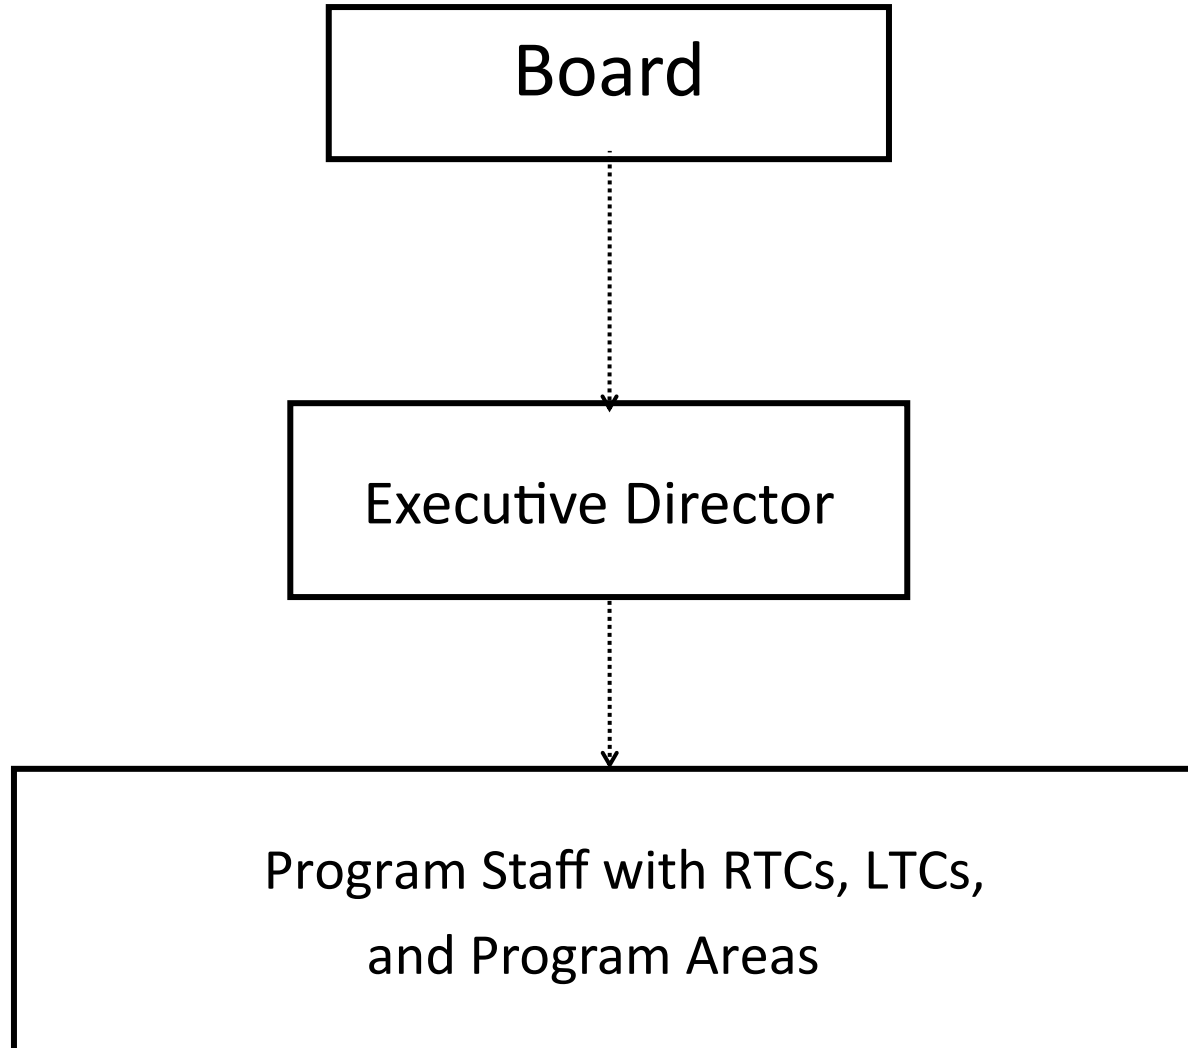 Board
Executive Director
Program Staff with RTCs, LTCs,
and Program Areas